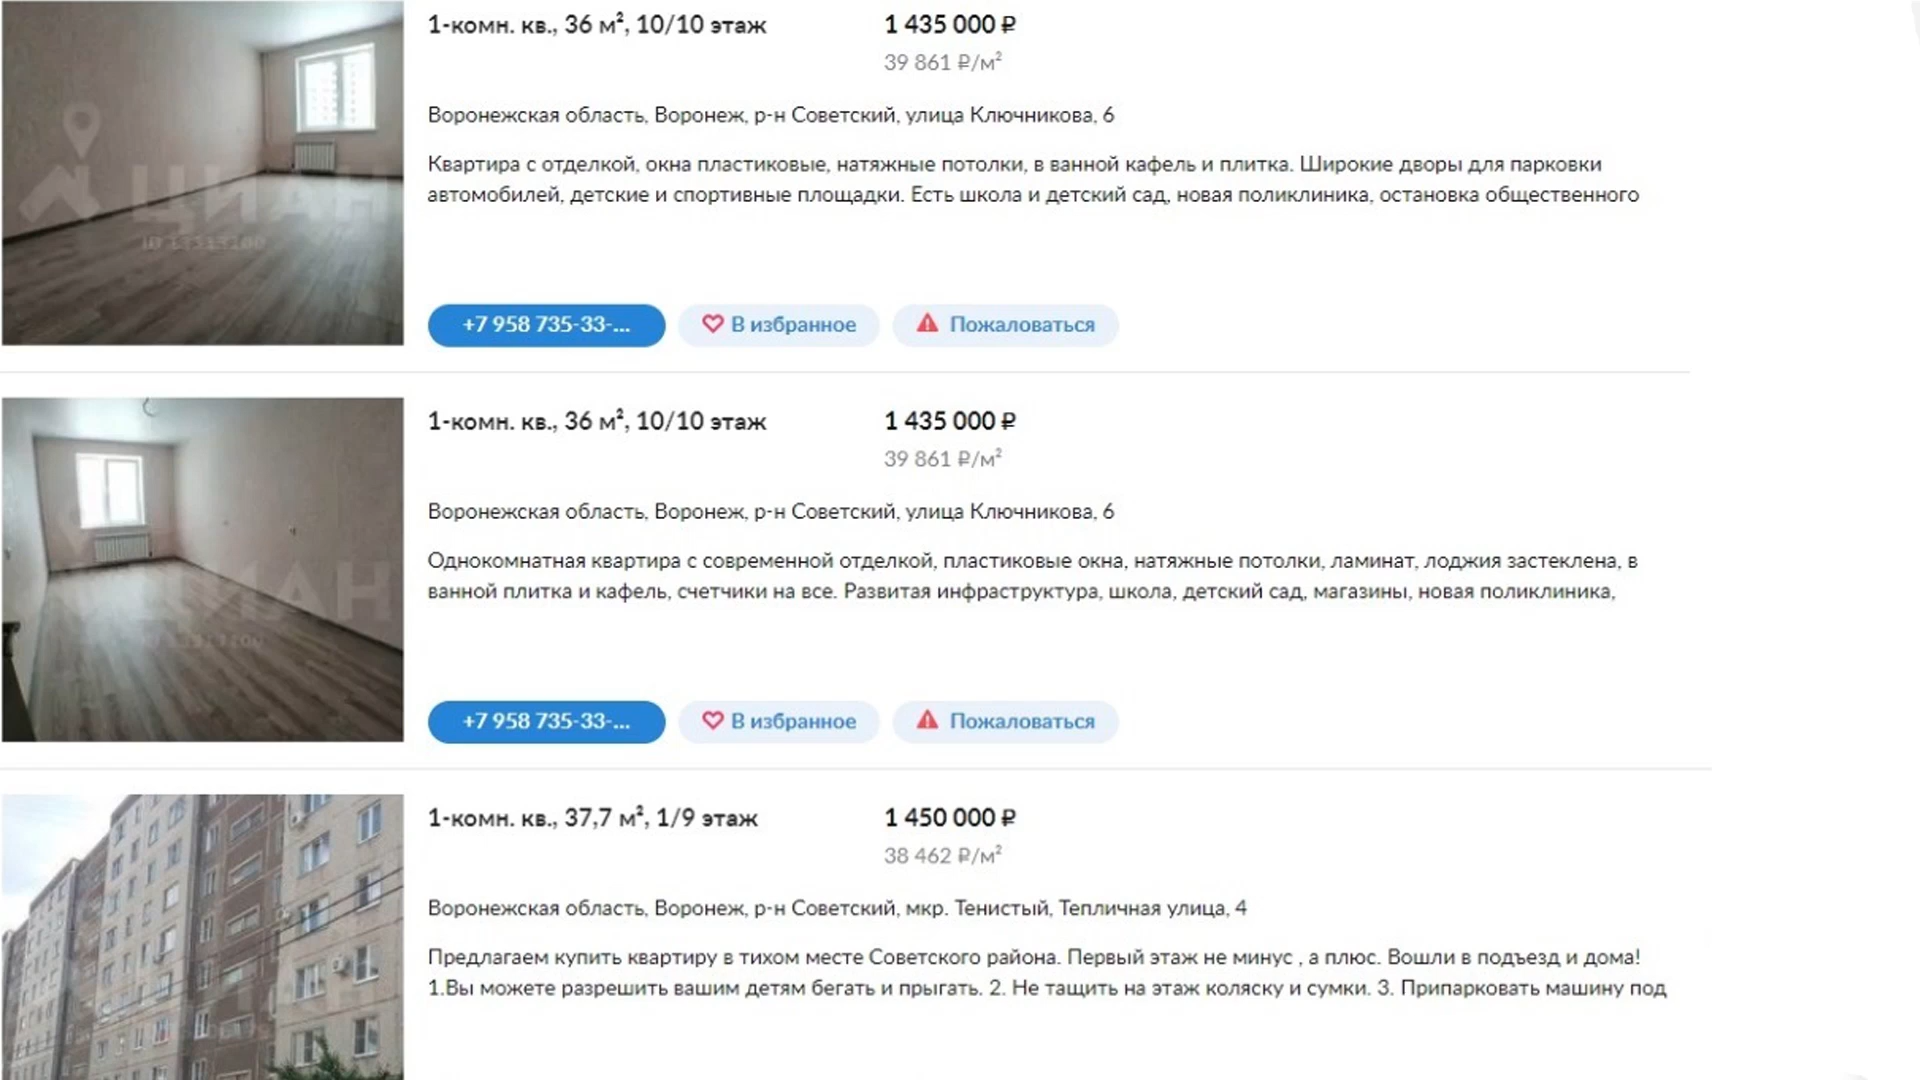 1-комн. кв., 36 м², 10/10 этаж
1 435 000 ₽
39 861 ₽/м²
Воронежская область, Воронеж, р-н Советский, улица Ключникова, 6
Квартира с отделкой, окна пластиковые, натяжные потолки, в ванной кафель и плитка. Широкие дворы для парковки
автомобилей, детские и спортивные площадки. Есть школа и детский сад, новая поликлиника, остановка общественного
ЦИАН
+7 958 735-33-...
В избранное
Пожаловаться
1-комн. кв., 36 м², 10/10 этаж
1 435 000 ₽
39 861 ₽/м²
Воронежская область, Воронеж, р-н Советский, улица Ключникова, 6
Однокомнатная квартира с современной отделкой, пластиковые окна, натяжные потолки, ламинат, лоджия застеклена, в
ванной плитка и кафель, счетчики на все. Развитая инфраструктура, школа, детский сад, магазины, новая поликлиника,
ЦИАН
+7 958 735-33-...
В избранное
Пожаловаться
1-комн. кв., 37,7 м², 1/9 этаж
1 450 000 ₽
38 462 ₽/м²
Воронежская область, Воронеж, р-н Советский, мкр. Тенистый, Тепличная улица, 4
Предлагаем купить квартиру в тихом месте Советского района. Первый этаж не минус , а плюс. Вошли в подъезд и дома!
1.Вы можете разрешить вашим детям бегать и прыгать. 2. Не тащить на этаж коляску и сумки. 3. Припарковать машину под